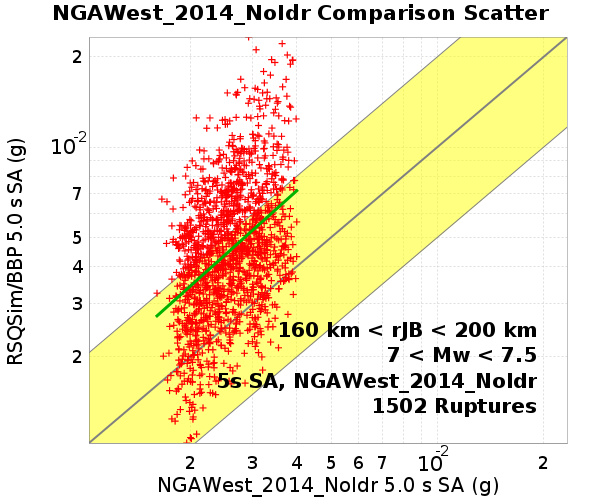 NGAWest_2014_NoIdr Comparison Scatter
RSQSim/BBP 5.0 s SA (g)
2
10-2
7
5
4
3
2
160 km < rJB < 200 km
7 < Mw < 7.5
5s SA, NGAWest_2014_NoIdr
1502 Ruptures
2 3 4 5 6 7 10-2 2
NGAWest_2014_NoIdr 5.0 s SA (g)